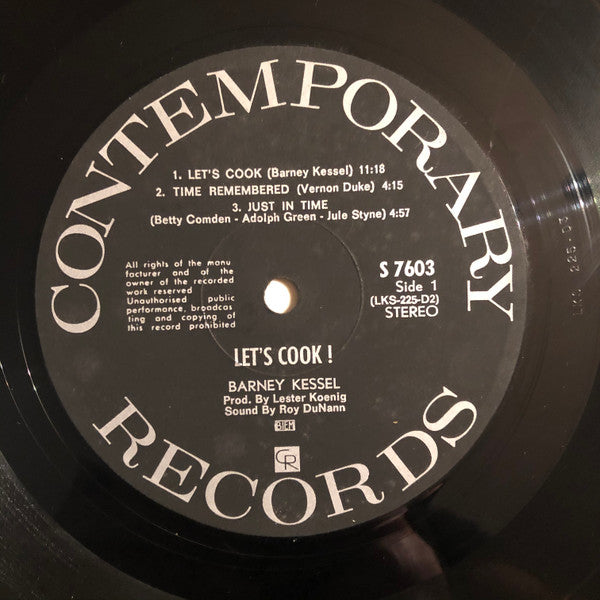 CONTEMPORARY
1. LET'S COOK (Barney Kessel) 11:18
2. TIME REMEMBERED (Vernon Duke) 4:15
3. JUST IN TIME
(Betty Comden - Adolph Green - Jule Styne) 4:57
All rights of the manu
facturer and of the
owner of the recorded
work reserved
Unauthorised public
performance, broadcas
ting and copying of
this record prohibited
S 7603
Side 1
(LKS-225-D2)
STEREO
LET'S COOK !
BARNEY KESSEL
Prod. By Lester Koenig
Sound By Roy DuNann
BIEM
CR
RECORDS